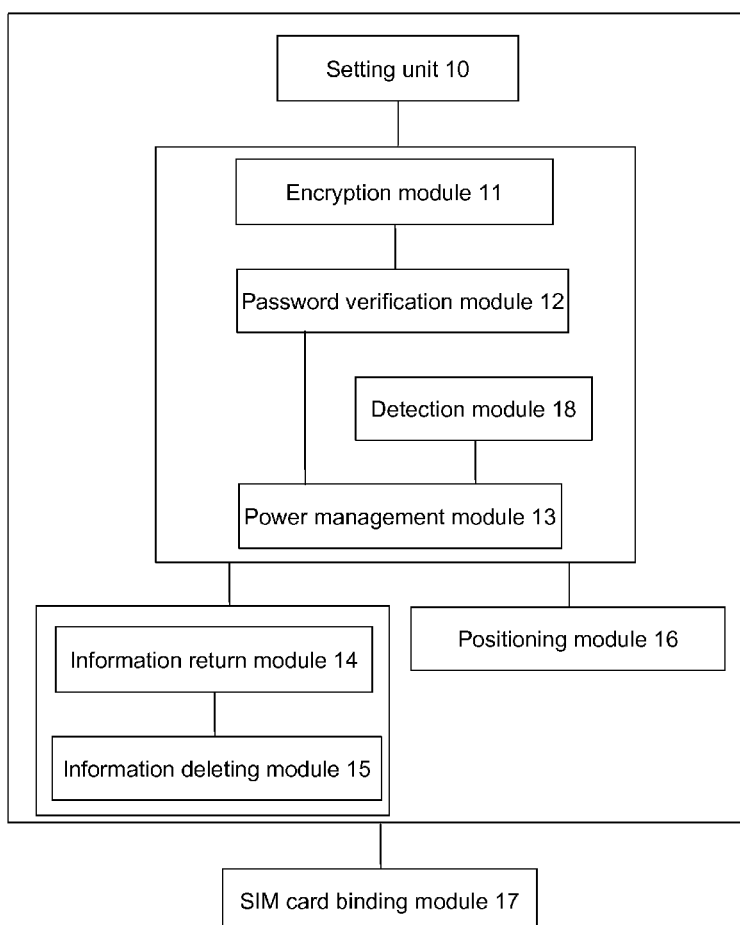 Setting unit 10
Encryption module 11
Password verification module 12
Detection module 18
Power management module 13
Information return module 14
Positioning module 16
Information deleting module 15
SIM card binding module 17